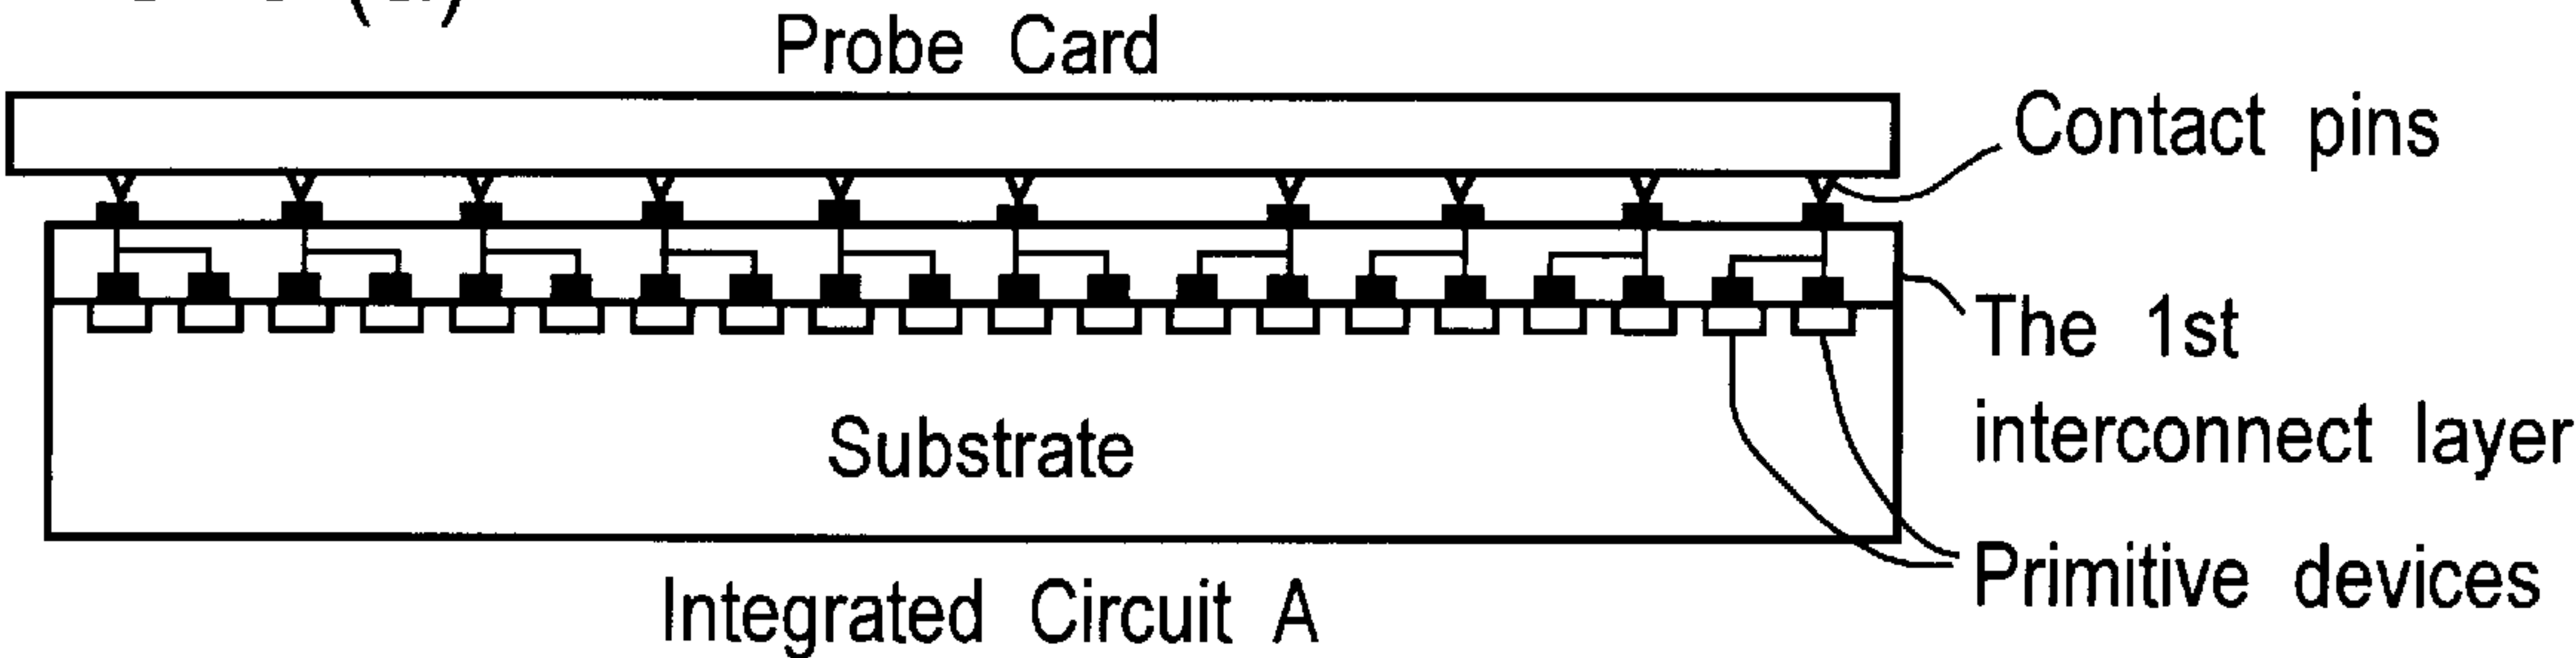 (a)
Probe Card
Contact pins
The 1st
interconnect layer
Substrate
Primitive devices
Integrated Circuit A